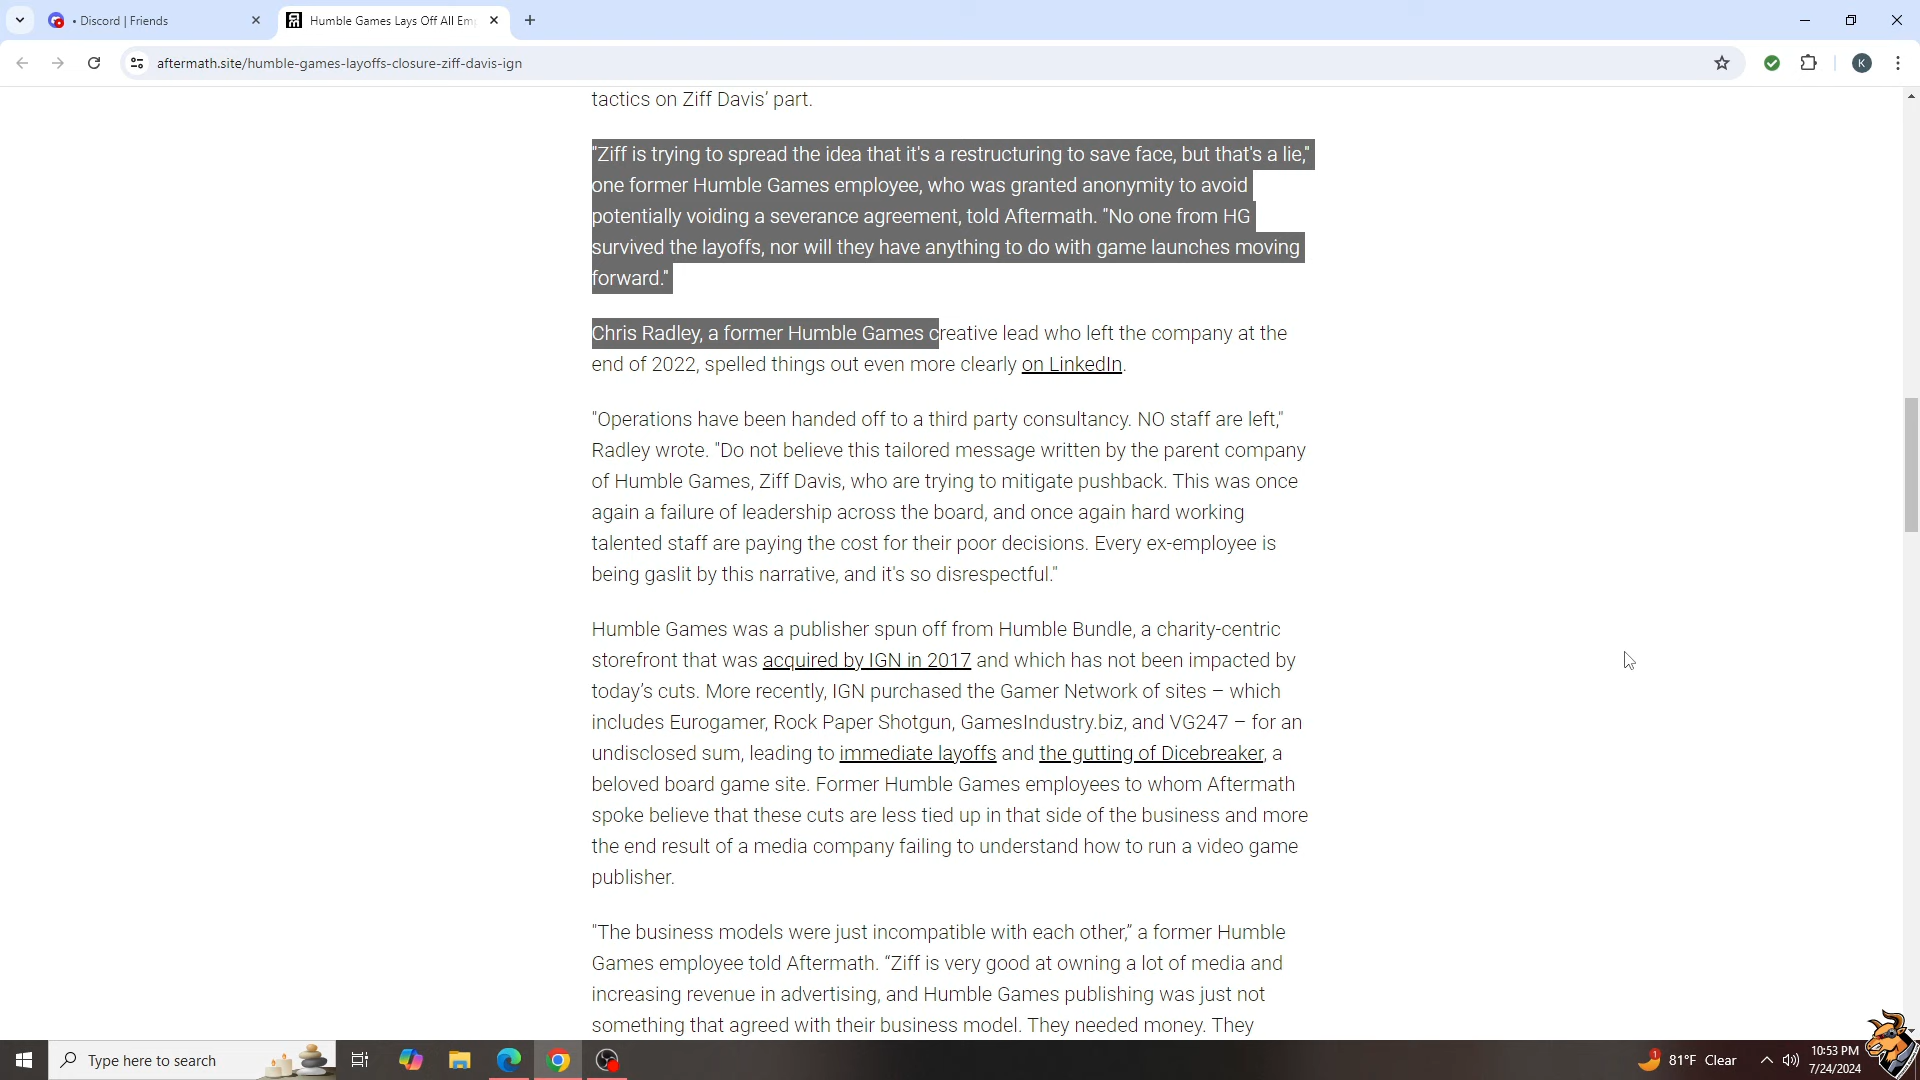 • Discord | Friends
Humble Games Lays Off All Em
aftermath.site/humble-games-layoffs-closure-ziff-davis-ign
K
tactics on Ziff Davis’ part.
"Ziff is trying to spread the idea that it's a restructuring to save face, but that's a lie,"
one former Humble Games employee, who was granted anonymity to avoid
potentially voiding a severance agreement, told Aftermath. "No one from HG
survived the layoffs, nor will they have anything to do with game launches moving
forward."
Chris Radley, a former Humble Games creative lead who left the company at the
end of 2022, spelled things out even more clearly on LinkedIn.
"Operations have been handed off to a third party consultancy. NO staff are left,"
Radley wrote. "Do not believe this tailored message written by the parent company
of Humble Games, Ziff Davis, who are trying to mitigate pushback. This was once
again a failure of leadership across the board, and once again hard working
talented staff are paying the cost for their poor decisions. Every ex-employee is
being gaslit by this narrative, and it's so disrespectful."
Humble Games was a publisher spun off from Humble Bundle, a charity-centric
storefront that was acquired by IGN in 2017 and which has not been impacted by
today’s cuts. More recently, IGN purchased the Gamer Network of sites – which
includes Eurogamer, Rock Paper Shotgun, GamesIndustry.biz, and VG247 – for an
undisclosed sum, leading to immediate layoffs and the gutting of Dicebreaker, a
beloved board game site. Former Humble Games employees to whom Aftermath
spoke believe that these cuts are less tied up in that side of the business and more
the end result of a media company failing to understand how to run a video game
publisher.
"The business models were just incompatible with each other,” a former Humble
Games employee told Aftermath. “Ziff is very good at owning a lot of media and
increasing revenue in advertising, and Humble Games publishing was just not
something that agreed with their business model. They needed money. They
Type here to search
1
81°F Clear
10:53 PM
7/24/2024